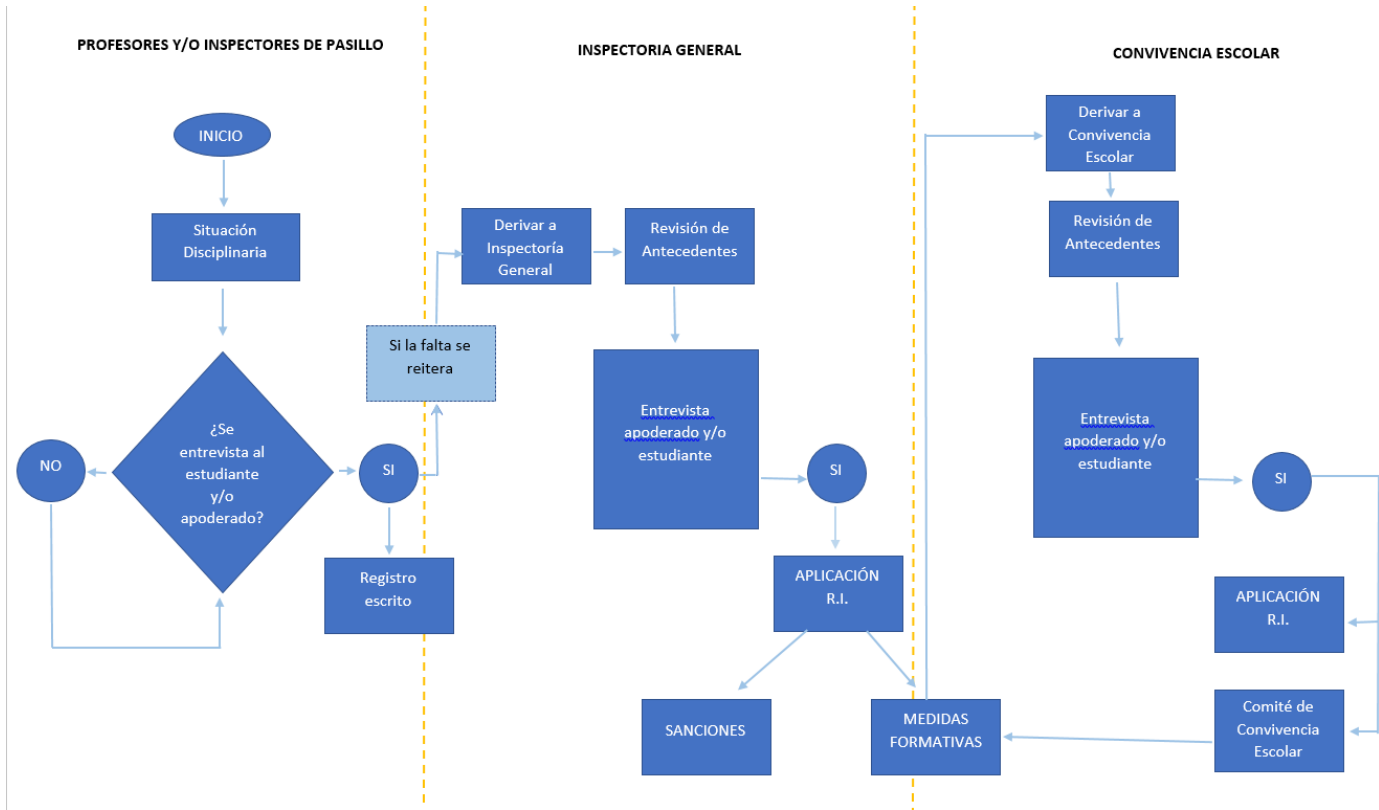 PROFESORES Y/O INSPECTORES DE PASILLO
INICIO
Situación
Disciplinaria
¿Se
entrevista al
estudiante
y/o
apoderado?
NO
SI
Registro
escrito
Si la falta se
reitera
INSPECTORIA GENERAL
Derivar a
Inspectoría
General
Revisión de
Antecedentes
Entrevista
apoderado y/o
estudiante
SI
APLICACIÓN
R.I.
SANCIONES
MEDIDAS
FORMATIVAS
CONVIVENCIA ESCOLAR
Derivar a
Convivencia
Escolar
Revisión de
Antecedentes
Entrevista
apoderado y/o
estudiante
SI
APLICACIÓN
R.I.
Comité de
Convivencia
Escolar